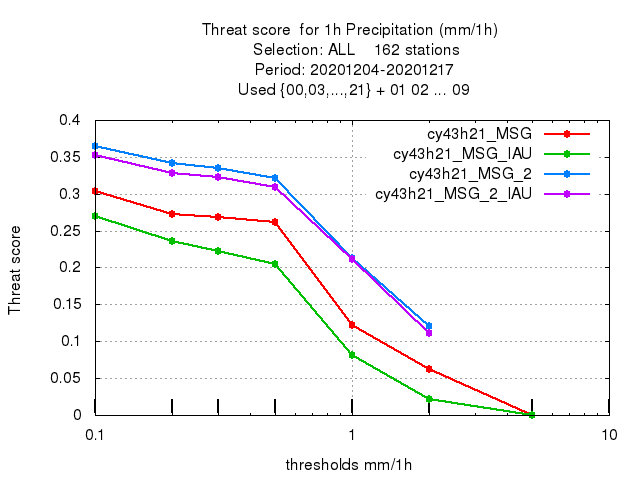 Threat score  for 1h Precipitation (mm/1h)
Selection: ALL    162 stations
Period: 20201204-20201217
Used {00,03,...,21} + 01 02 ... 09
cy43h21_MSG
cy43h21_MSG_IAU
cy43h21_MSG_2
cy43h21_MSG_2_IAU
Threat score
0.4
0.35
0.3
0.25
0.2
0.15
0.1
0.05
0
0.1 1 10
thresholds mm/1h